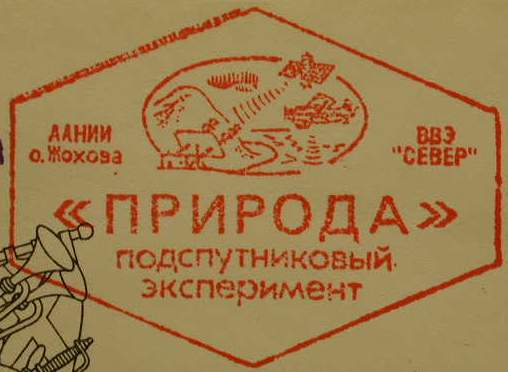 ААНИИ
о.Жохова
ВВЭ
"СЕВЕР"
«ПРИРОДА»
подспутниковый
эксперимент